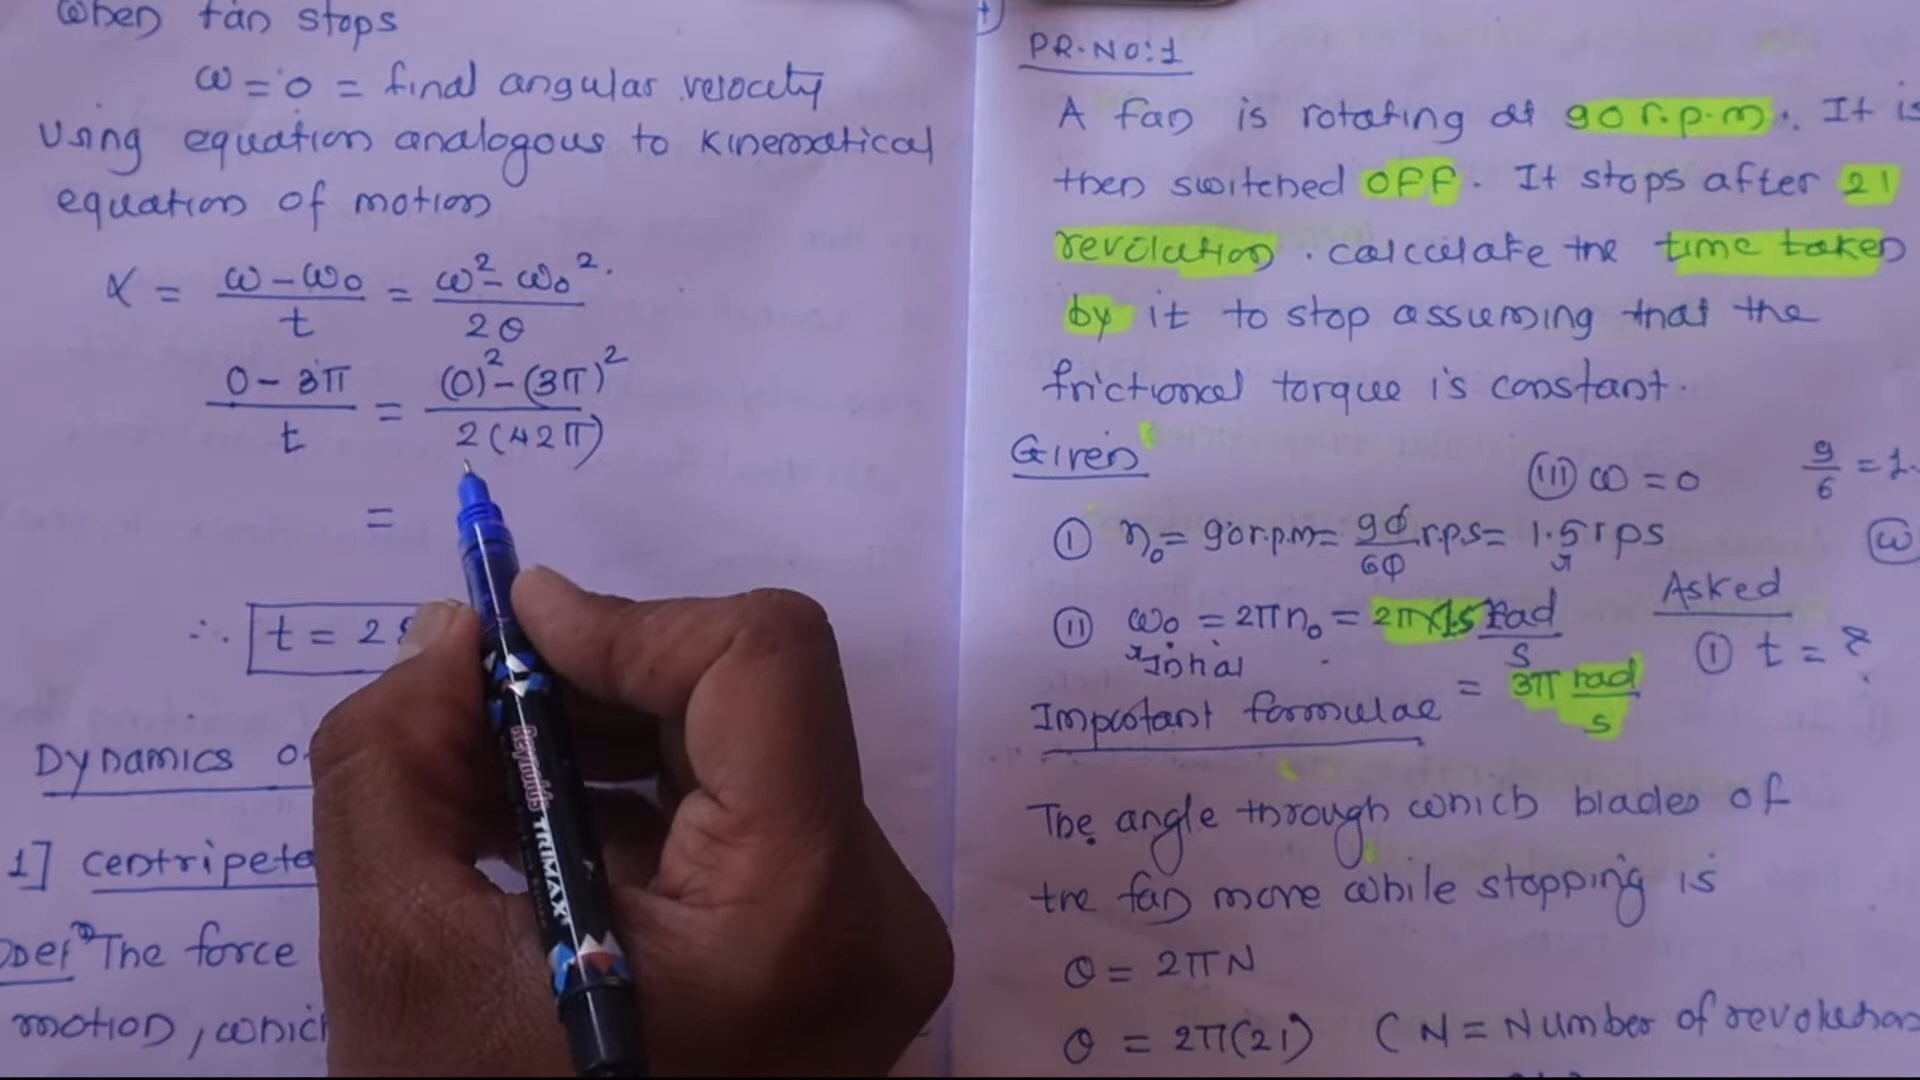 when fan stops
ω = 0 = final angular velocity
Using equation analogous to kinematical
equation of motion
α = ω - ω₀ / t = ω² - ω₀² / 2θ
0 - 3π / t = (0)² - (3π)² / 2(42π)
=
∴ t = 28
Dynamics
1] centripeta
Def The force
motion, which
PR.NO:1
A fan is rotating at 90 r.p.m. It is
then switched OFF. It stops after 21
revolution. calculate the time taken
by it to stop assuming that the
frictional torque is constant.
Given
(iii) ω = 0
9/6 = 1.
(i) n₀ = 90 r.p.m = 90/60 r.p.s = 1.5 rps
ω
(ii) ω₀ = 2πn₀ = 2π×1.5 rad/s
Initial
= 3π rad/s
Asked
(i) t = ?
Important formulae
The angle through which blades of
the fan move while stopping is
θ = 2πN
θ = 2π(21) (N = Number of revolution